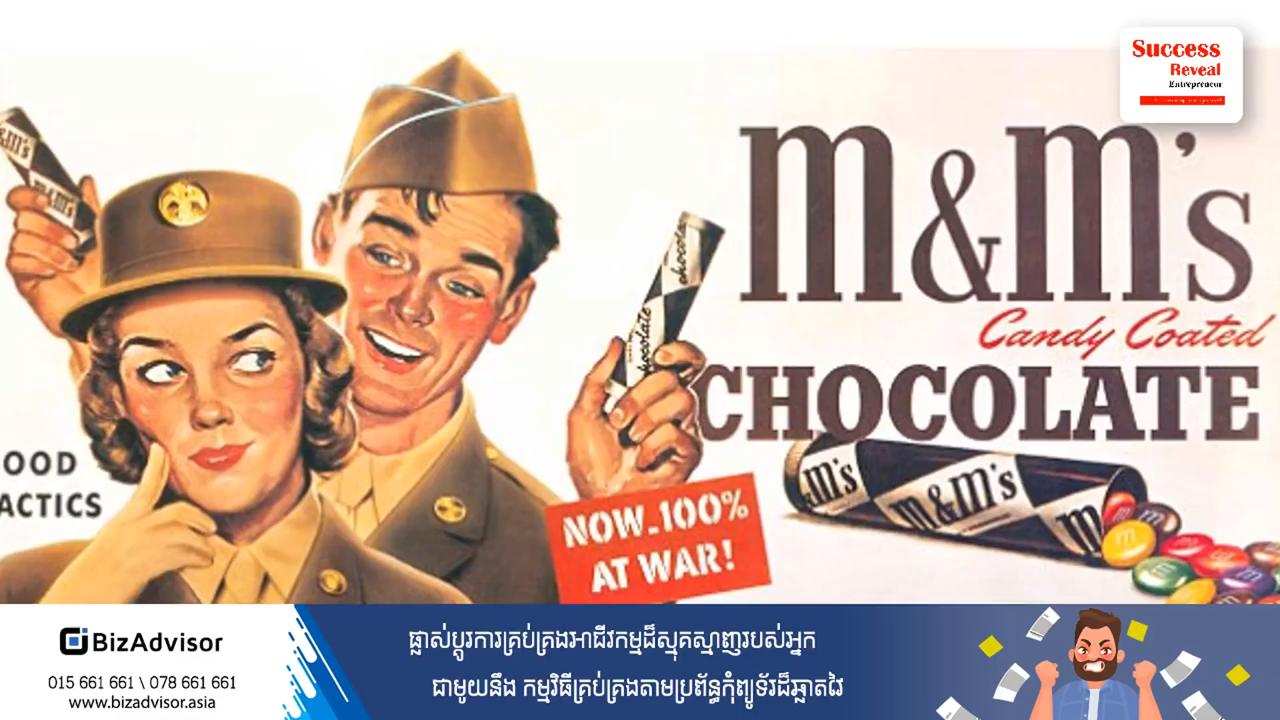 Success
Reveal
Entrepreneur
m&m's
Candy Coated
CHOCOLATE
M&M's
chocolate
chocolate
OOD
ACTICS
NOW-100%
AT WAR!
m's
M&M's
m
BizAdvisor
015 661 661 \ 078 661 661
www.bizadvisor.asia
ផ្លាស់ប្តូរការគ្រប់គ្រងអាជីវកម្មដ៏ស្មុគស្មាញរបស់អ្នក
ជាមួយនឹង កម្មវិធីគ្រប់គ្រងតាមប្រព័ន្ធកុំព្យូទ័រដ៏ឆ្លាតវៃ